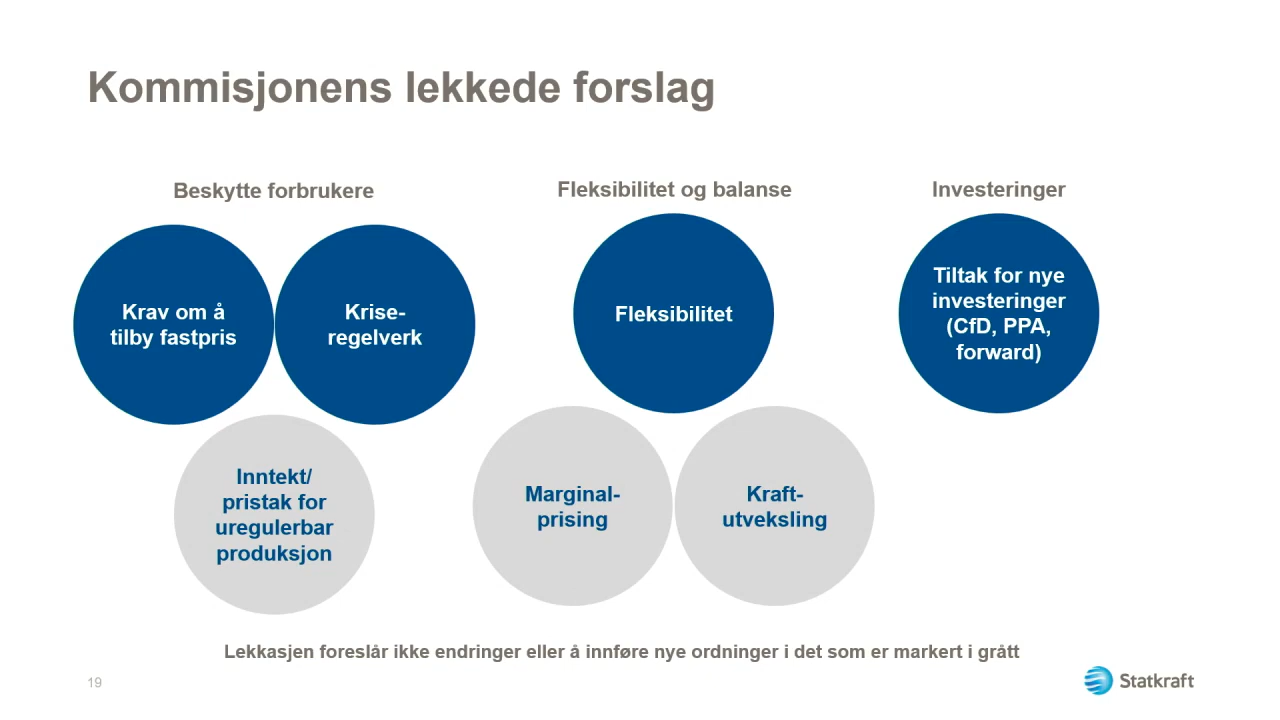 Kommisjonens lekkede forslag
Beskytte forbrukere
Krav om å
tilby fastpris
Krise-
regelverk
Inntekt/
pristak for
uregulerbar
produksjon
Fleksibilitet og balanse
Fleksibilitet
Marginal-
prising
Kraft-
utveksling
Investeringer
Tiltak for nye
investeringer
(CfD, PPA,
forward)
Lekkasjen foreslår ikke endringer eller å innføre nye ordninger i det som er markert i grått
19
Statkraft